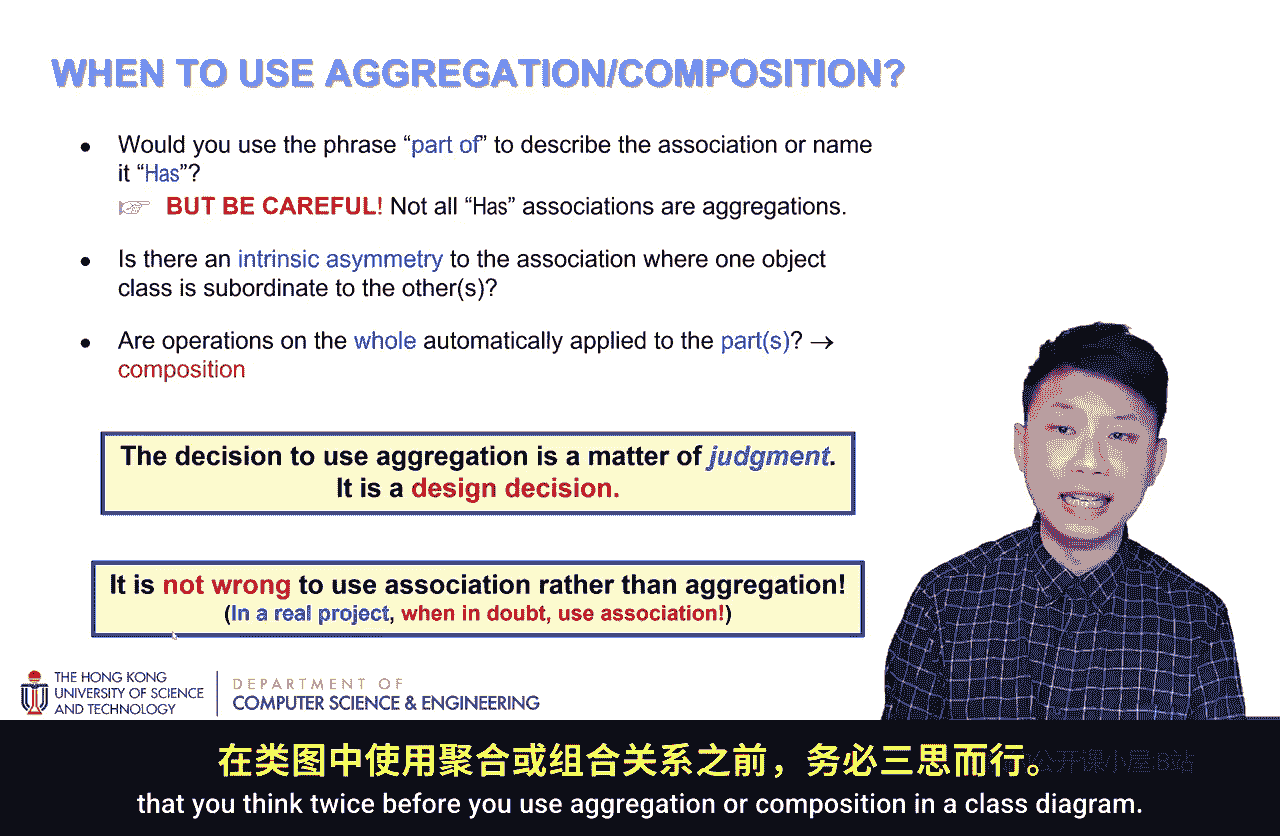 WHEN TO USE AGGREGATION/COMPOSITION?
● Would you use the phrase “part of” to describe the association or name
it “Has”?
☞ BUT BE CAREFUL! Not all “Has” associations are aggregations.
● Is there an intrinsic asymmetry to the association where one object
class is subordinate to the other(s)?
● Are operations on the whole automatically applied to the part(s)? →
composition
The decision to use aggregation is a matter of judgment.
It is a design decision.
It is not wrong to use association rather than aggregation!
(In a real project, when in doubt, use association!)
THE HONG KONG
UNIVERSITY OF SCIENCE
AND TECHNOLOGY
DEPARTMENT OF
COMPUTER SCIENCE & ENGINEERING
在类图中使用聚合或组合关系之前，务必三思而行。
公开课小屋:B站
that you think twice before you use aggregation or composition in a class diagram.